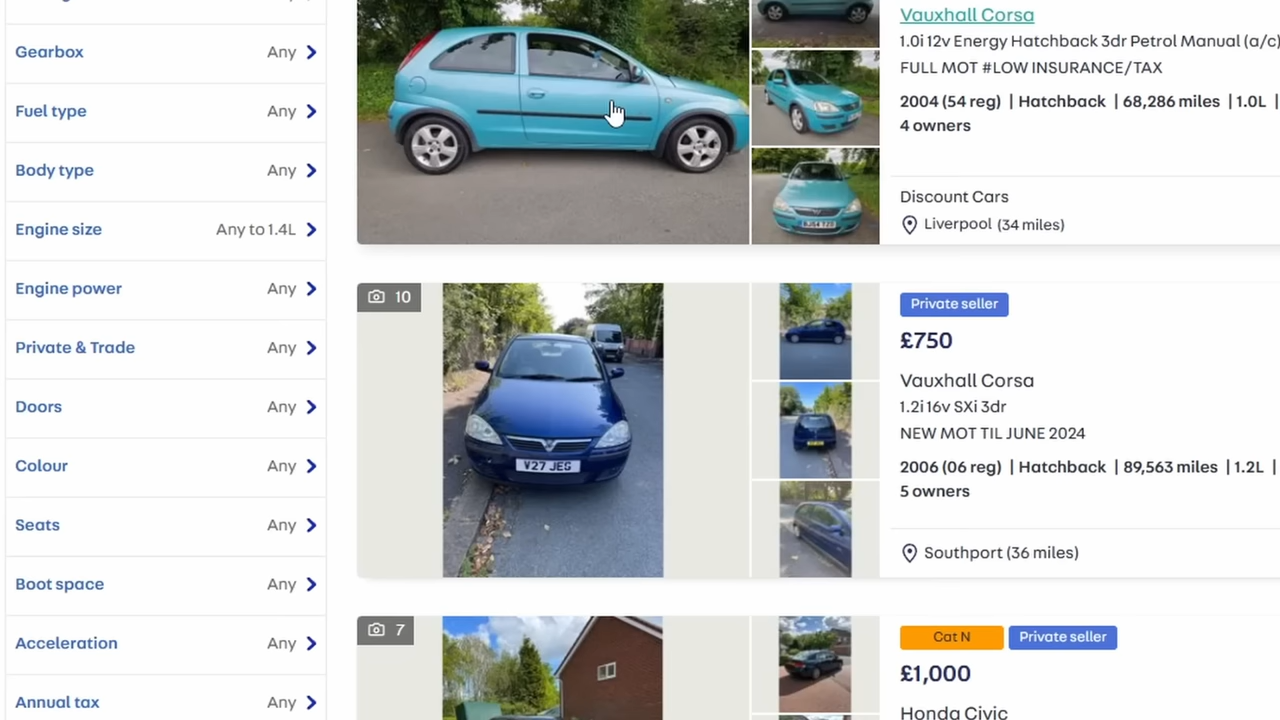 Gearbox Any
Fuel type Any
Body type Any
Engine size Any to 1.4L
Engine power Any
Private & Trade Any
Doors Any
Colour Any
Seats Any
Boot space Any
Acceleration Any
Annual tax Any
Vauxhall Corsa
1.0i 12v Energy Hatchback 3dr Petrol Manual (a/c)
FULL MOT #LOW INSURANCE/TAX
2004 (54 reg) | Hatchback | 68,286 miles | 1.0L |
4 owners
Discount Cars
Liverpool (34 miles)
10
V27 JEG
Private seller
£750
Vauxhall Corsa
1.2i 16v SXi 3dr
NEW MOT TIL JUNE 2024
2006 (06 reg) | Hatchback | 89,563 miles | 1.2L |
5 owners
Southport (36 miles)
7
Cat N Private seller
£1,000
Honda Civic